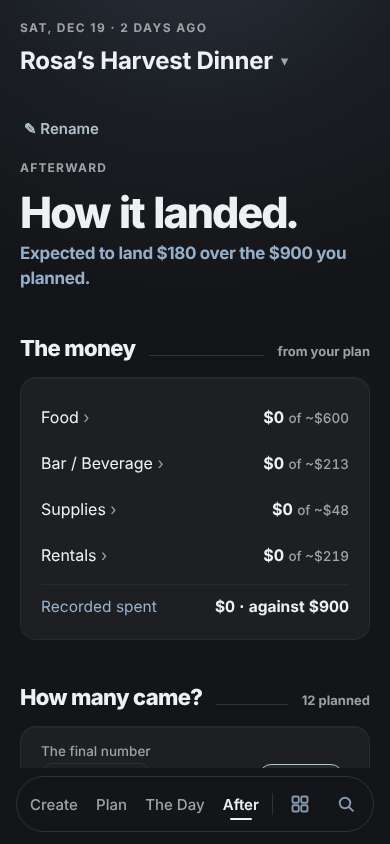 SAT, DEC 19 · 2 DAYS AGO
Rosa’s Harvest Dinner ▾
✎ Rename
AFTERWARD
How it landed.
Expected to land $180 over the $900 you
planned.
The money from your plan
Food › $0 of ~$600
Bar / Beverage › $0 of ~$213
Supplies › $0 of ~$48
Rentals › $0 of ~$219
Recorded spent $0 · against $900
How many came? 12 planned
The final number
Create Plan The Day After